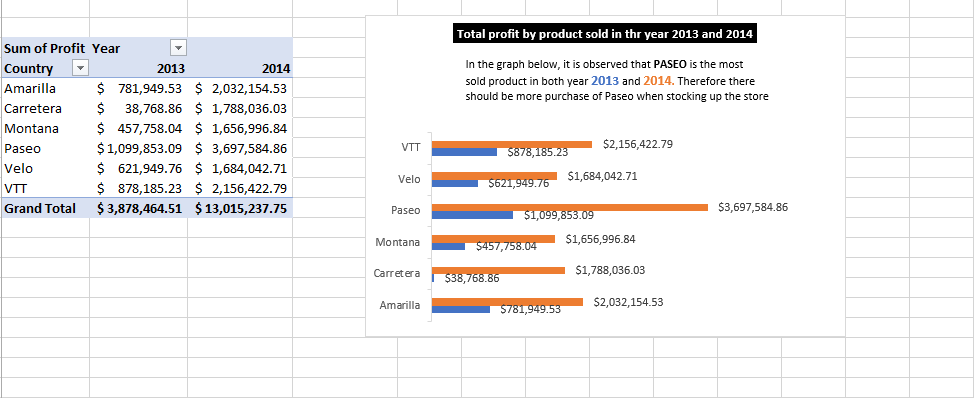 Sum of Profit Year
Country 2013 2014
Amarilla $ 781,949.53 $ 2,032,154.53
Carretera $ 38,768.86 $ 1,788,036.03
Montana $ 457,758.04 $ 1,656,996.84
Paseo $ 1,099,853.09 $ 3,697,584.86
Velo $ 621,949.76 $ 1,684,042.71
VTT $ 878,185.23 $ 2,156,422.79
Grand Total $ 3,878,464.51 $ 13,015,237.75
Total profit by product sold in thr year 2013 and 2014
In the graph below, it is observed that PASEO is the most
sold product in both year 2013 and 2014. Therefore there
should be more purchase of Paseo when stocking up the store
VTT $2,156,422.79
$878,185.23
Velo $1,684,042.71
$621,949.76
Paseo $3,697,584.86
$1,099,853.09
Montana $1,656,996.84
$457,758.04
Carretera $1,788,036.03
$38,768.86
Amarilla $2,032,154.53
$781,949.53